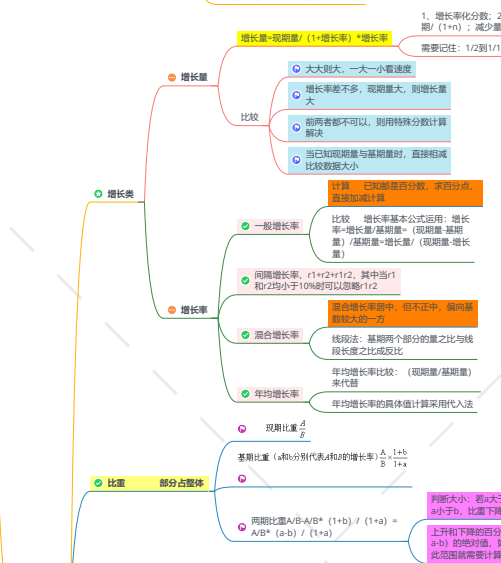 1、增长率化分数；2
期/（1+n）；减少量
增长量=现期量/（1+增长率）*增长率
需要记住：1/2到1/1
增长量
大大则大，一大一小看速度
增长率差不多，现期量大，则增长量
大
比较
前两者都不可以，则用特殊分数计算
解决
当已知现期量与基期量时，直接相减
比较数据大小
增长类
计算 已知都是百分数，求百分点，
直接加减计算
一般增长率
比较 增长率基本公式运用：增长
率=增长量/基期量=（现期量-基期
量）/基期量=增长量/（现期量-增长
量）
间隔增长率，r1+r2+r1r2，其中当r1
和r2均小于10%时可以忽略r1r2
增长率
混合增长率居中，但不正中，偏向基
数较大的一方
混合增长率
线段法：基期两个部分的量之比与线
段长度之比成反比
年均增长率比较：（现期量/基期量）
来代替
年均增长率
年均增长率的具体值计算采用代入法
现期比重A/B
基期比重（a和b分别代表A和B的增长率）A/B×1+b/1+a
比重 部分占整体
判断大小：若a大于
a小于b，比重下降
两期比重A/B-A/B*（1+b）/（1+a）=
A/B*（a-b）/（1+a）
上升和下降的百分
a-b）的绝对值，如
此范围就需要计算